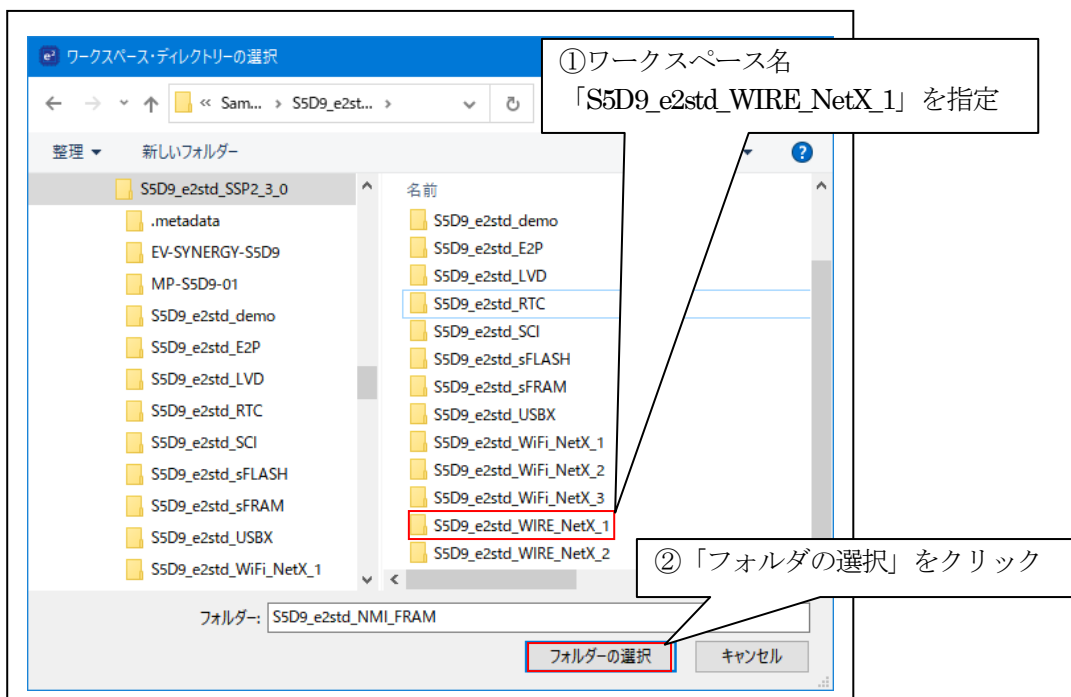 ワークスペース・ディレクトリーの選択
①ワークスペース名
「S5D9_e2std_WIRE_NetX_1」を指定
« Sam... › S5D9_e2st... ›
整理 新しいフォルダー
S5D9_e2std_SSP2_3_0
.metadata
EV-SYNERGY-S5D9
MP-S5D9-01
S5D9_e2std_demo
S5D9_e2std_E2P
S5D9_e2std_LVD
S5D9_e2std_RTC
S5D9_e2std_SCI
S5D9_e2std_sFLASH
S5D9_e2std_sFRAM
S5D9_e2std_USBX
S5D9_e2std_WiFi_NetX_1
名前
S5D9_e2std_demo
S5D9_e2std_E2P
S5D9_e2std_LVD
S5D9_e2std_RTC
S5D9_e2std_SCI
S5D9_e2std_sFLASH
S5D9_e2std_sFRAM
S5D9_e2std_USBX
S5D9_e2std_WiFi_NetX_1
S5D9_e2std_WiFi_NetX_2
S5D9_e2std_WiFi_NetX_3
S5D9_e2std_WIRE_NetX_1
S5D9_e2std_WIRE_NetX_2
②「フォルダの選択」をクリック
フォルダー: S5D9_e2std_NMI_FRAM
フォルダーの選択 キャンセル